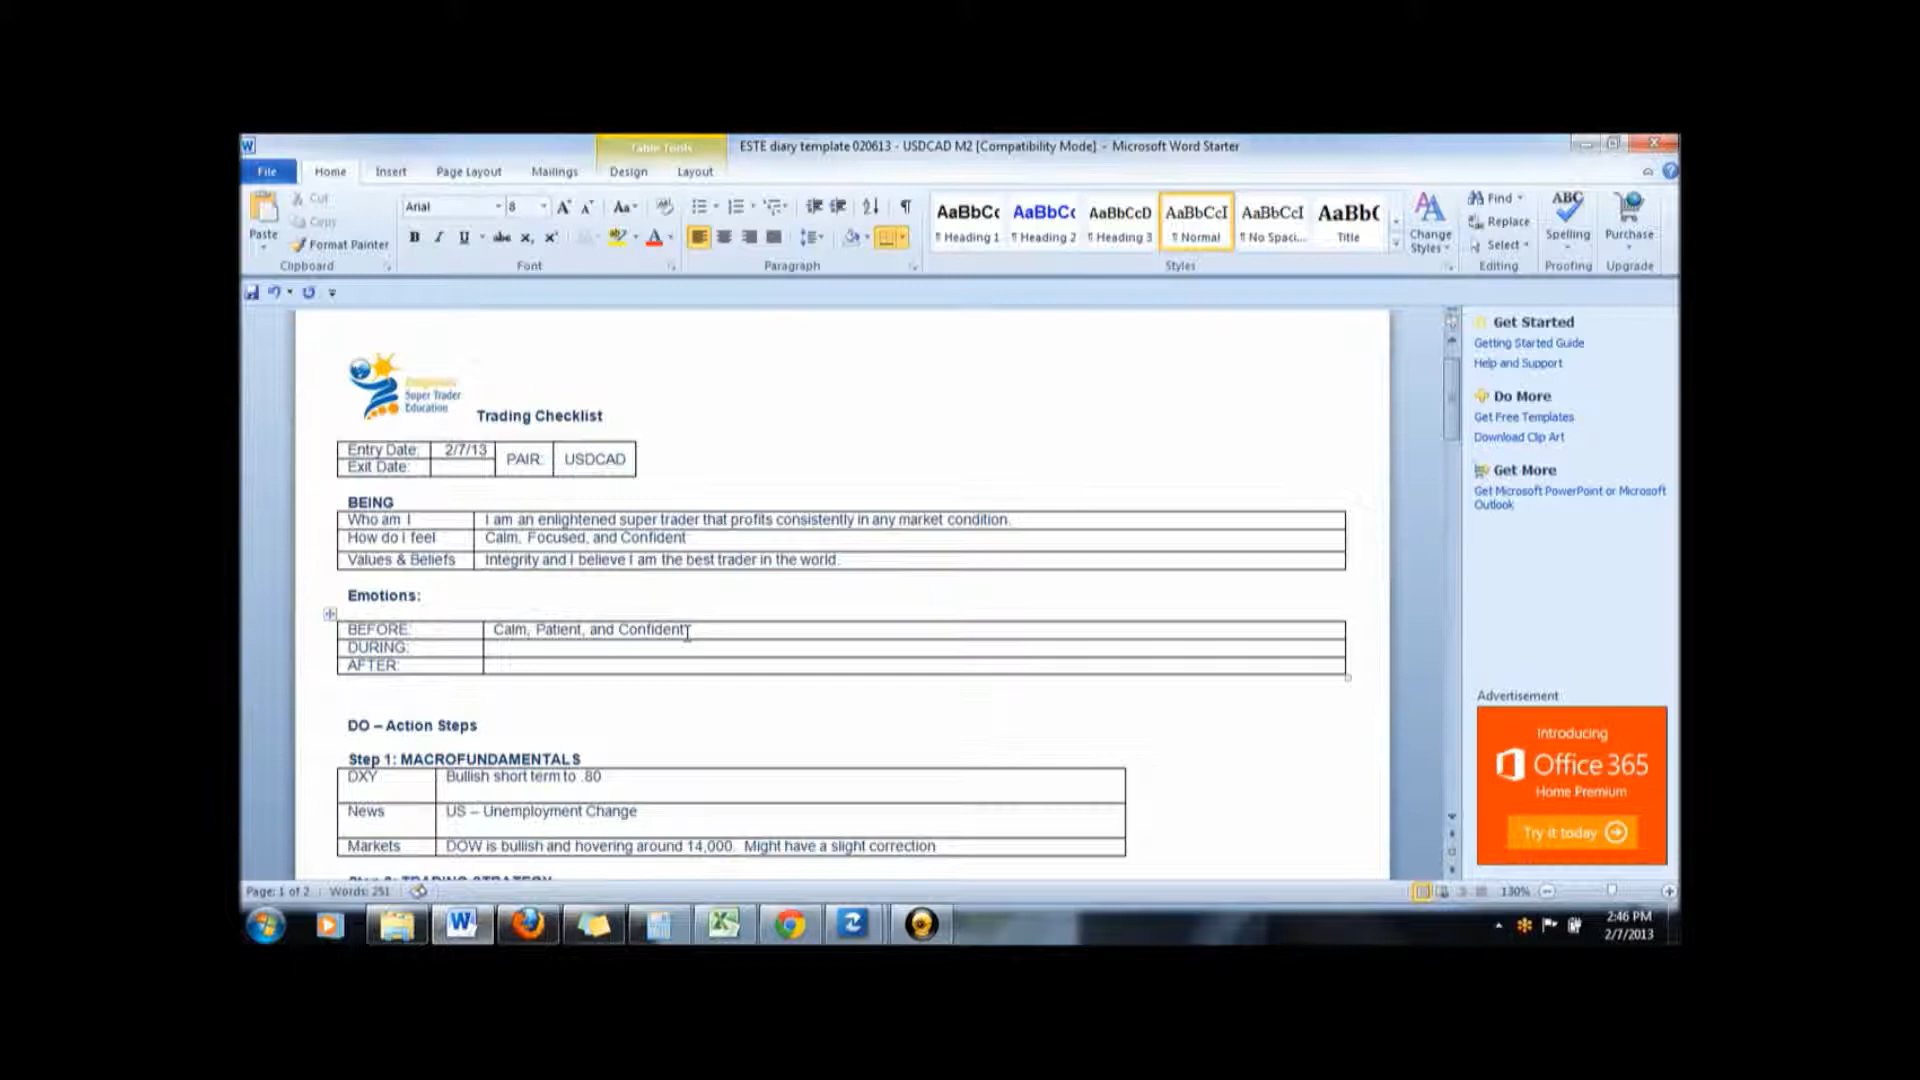 ESTE diary template 020613 - USDCAD M2 [Compatibility Mode] - Microsoft Word Starter
Table Tools
File Home Insert Page Layout Mailings Design Layout
Paste
Cut
Copy
Format Painter
Clipboard
Arial 8
Font
Paragraph
AaBbCc AaBbCc AaBbCcD AaBbCcI AaBbCcI AaBbC
Heading 1 Heading 2 Heading 3 Normal No Spaci... Title
Styles
Change Styles
Find
Replace
Select
Editing
ABC
Spelling
Proofing
Purchase
Upgrade
Super Trader
Education
Trading Checklist
Entry Date: 2/7/13 PAIR: USDCAD
Exit Date:
BEING
Who am I I am an enlightened super trader that profits consistently in any market condition.
How do I feel Calm, Focused, and Confident
Values & Beliefs Integrity and I believe I am the best trader in the world.
Emotions:
BEFORE: Calm, Patient, and Confident
DURING:
AFTER:
DO – Action Steps
Step 1: MACROFUNDAMENTALS
DXY Bullish short term to .80
News US – Unemployment Change
Markets DOW is bullish and hovering around 14,000. Might have a slight correction
Get Started
Getting Started Guide
Help and Support
Do More
Get Free Templates
Download Clip Art
Get More
Get Microsoft PowerPoint or Microsoft
Outlook
Advertisement
Introducing
Office 365
Home Premium
Try it today
Page: 1 of 2 Words: 251
130%
2:46 PM
2/7/2013